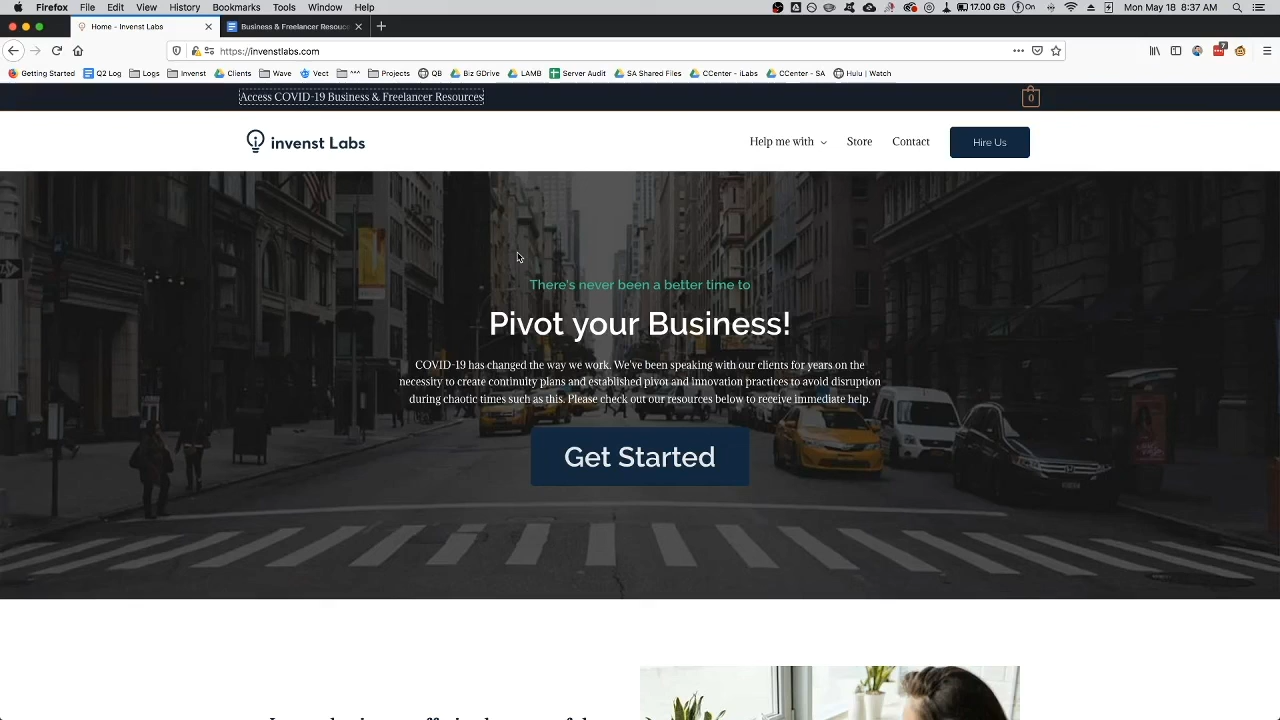 Firefox File Edit View History Bookmarks Tools Window Help 17.00 GB On Mon May 18 8:37 AM
Home - Invenst Labs Business & Freelancer Resourc
https://invenstlabs.com
Getting Started Q2 Log Logs Invenst Clients Wave Vect Projects QB Biz GDrive LAMB Server Audit SA Shared Files CCenter - iLabs CCenter - SA Hulu | Watch
Access COVID-19 Business & Freelancer Resources 0
invenst Labs Help me with Store Contact Hire Us
There's never been a better time to
Pivot your Business!
COVID-19 has changed the way we work. We've been speaking with our clients for years on the
necessity to create continuity plans and established pivot and innovation practices to avoid disruption
during chaotic times such as this. Please check out our resources below to receive immediate help.
Get Started